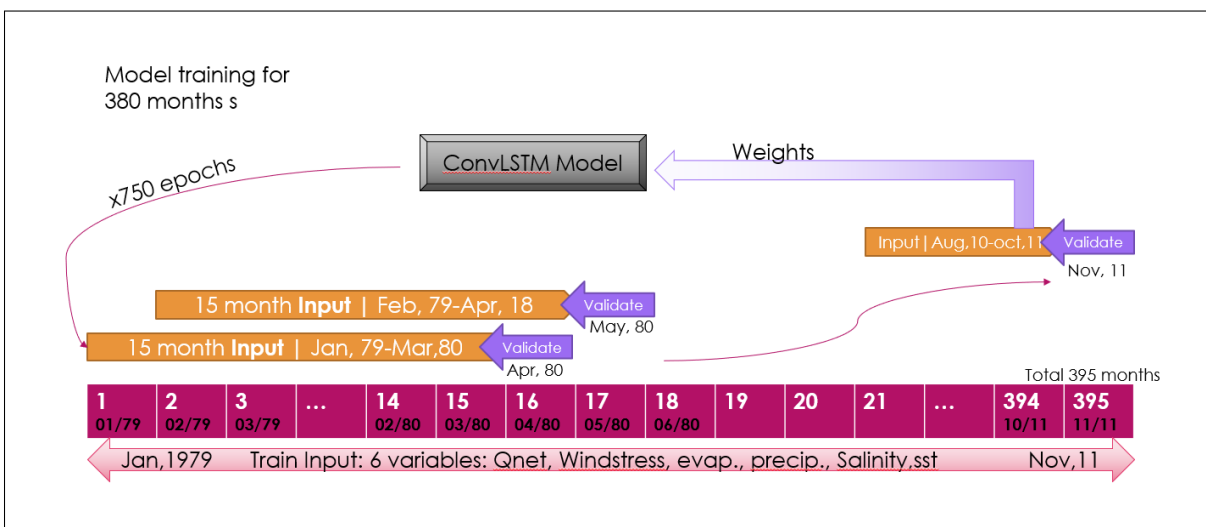 Model training for
380 months s
ConvLSTM Model
Weights
x750 epochs
Input|Aug,10-oct,11
Validate
Nov, 11
15 month Input | Feb, 79-Apr, 18
Validate
May, 80
15 month Input | Jan, 79-Mar,80
Validate
Apr, 80
Total 395 months
1 2 3 ... 14 15 16 17 18 19 20 21 ... 394 395
01/79 02/79 03/79 02/80 03/80 04/80 05/80 06/80 10/11 11/11
Jan,1979 Train Input: 6 variables: Qnet, Windstress, evap., precip., Salinity,sst Nov,11